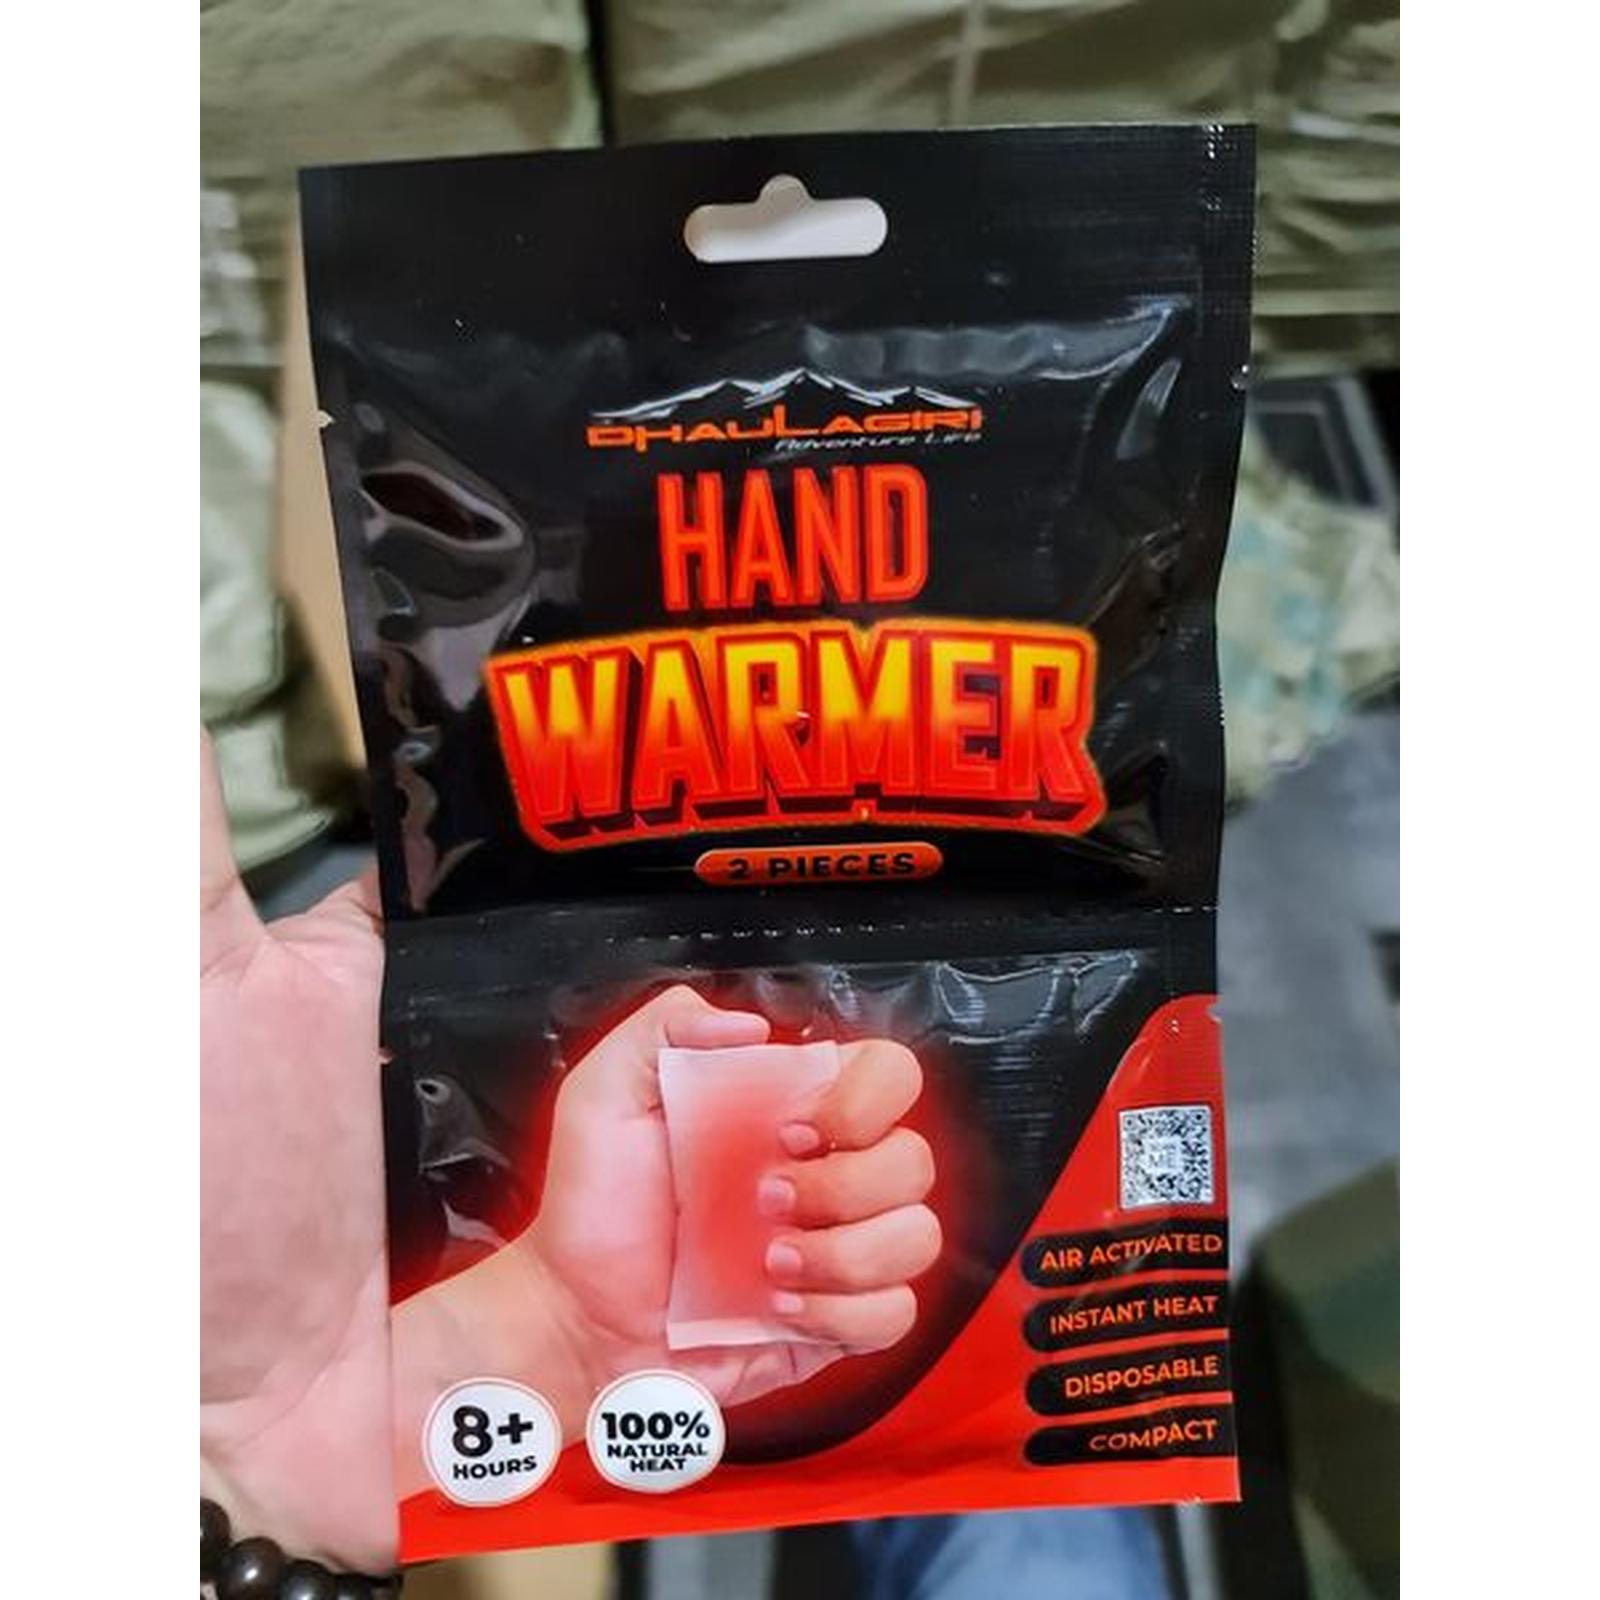 DHAULAGIRI
Adventure Life
HAND
WARMER
2 PIECES
AIR ACTIVATED
INSTANT HEAT
DISPOSABLE
COMPACT
8+
HOURS
100%
NATURAL
HEAT